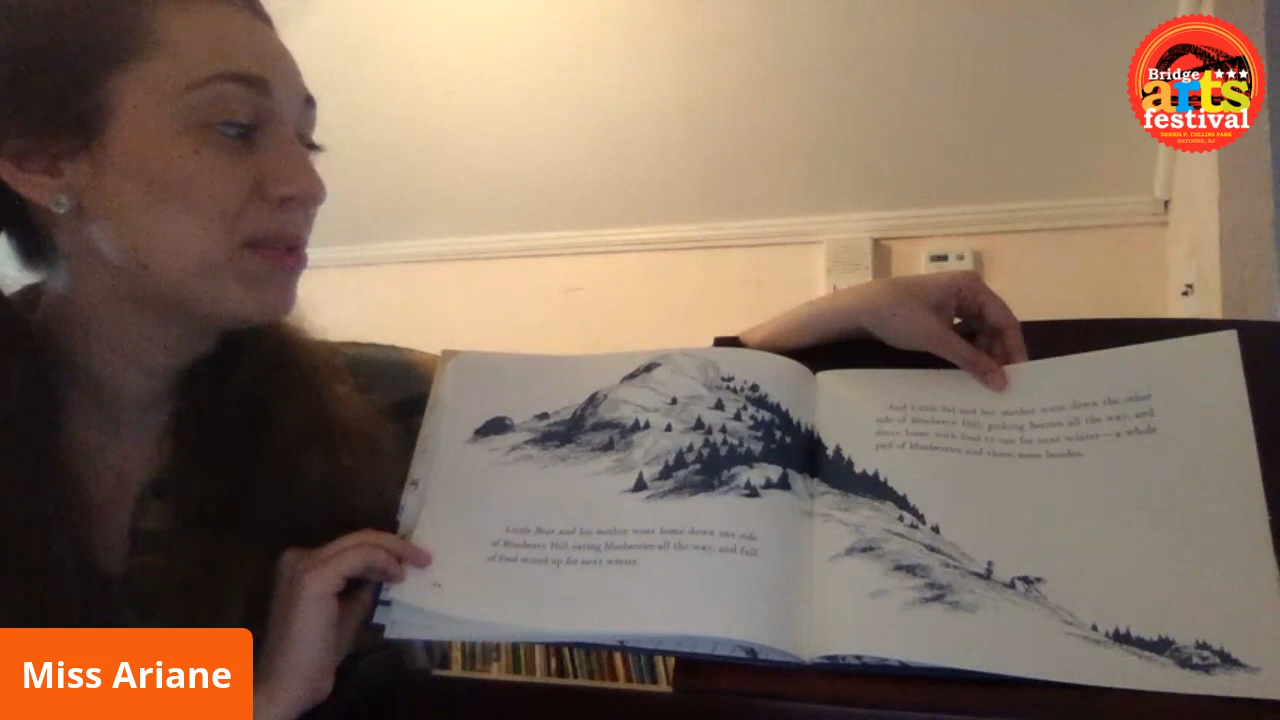 Bridge
arts
festival
DENNIS P. COLLINS PARK
BAYONNE, NJ
And Little Sal and her mother went down the other
side of Blueberry Hill, picking berries all the way, and
drove home with food to can for next winter—a whole
pail of blueberries and three more besides.
Little Bear and his mother went home down one side
of Blueberry Hill, eating blueberries all the way, and full
of food stored up for next winter.
Miss Ariane